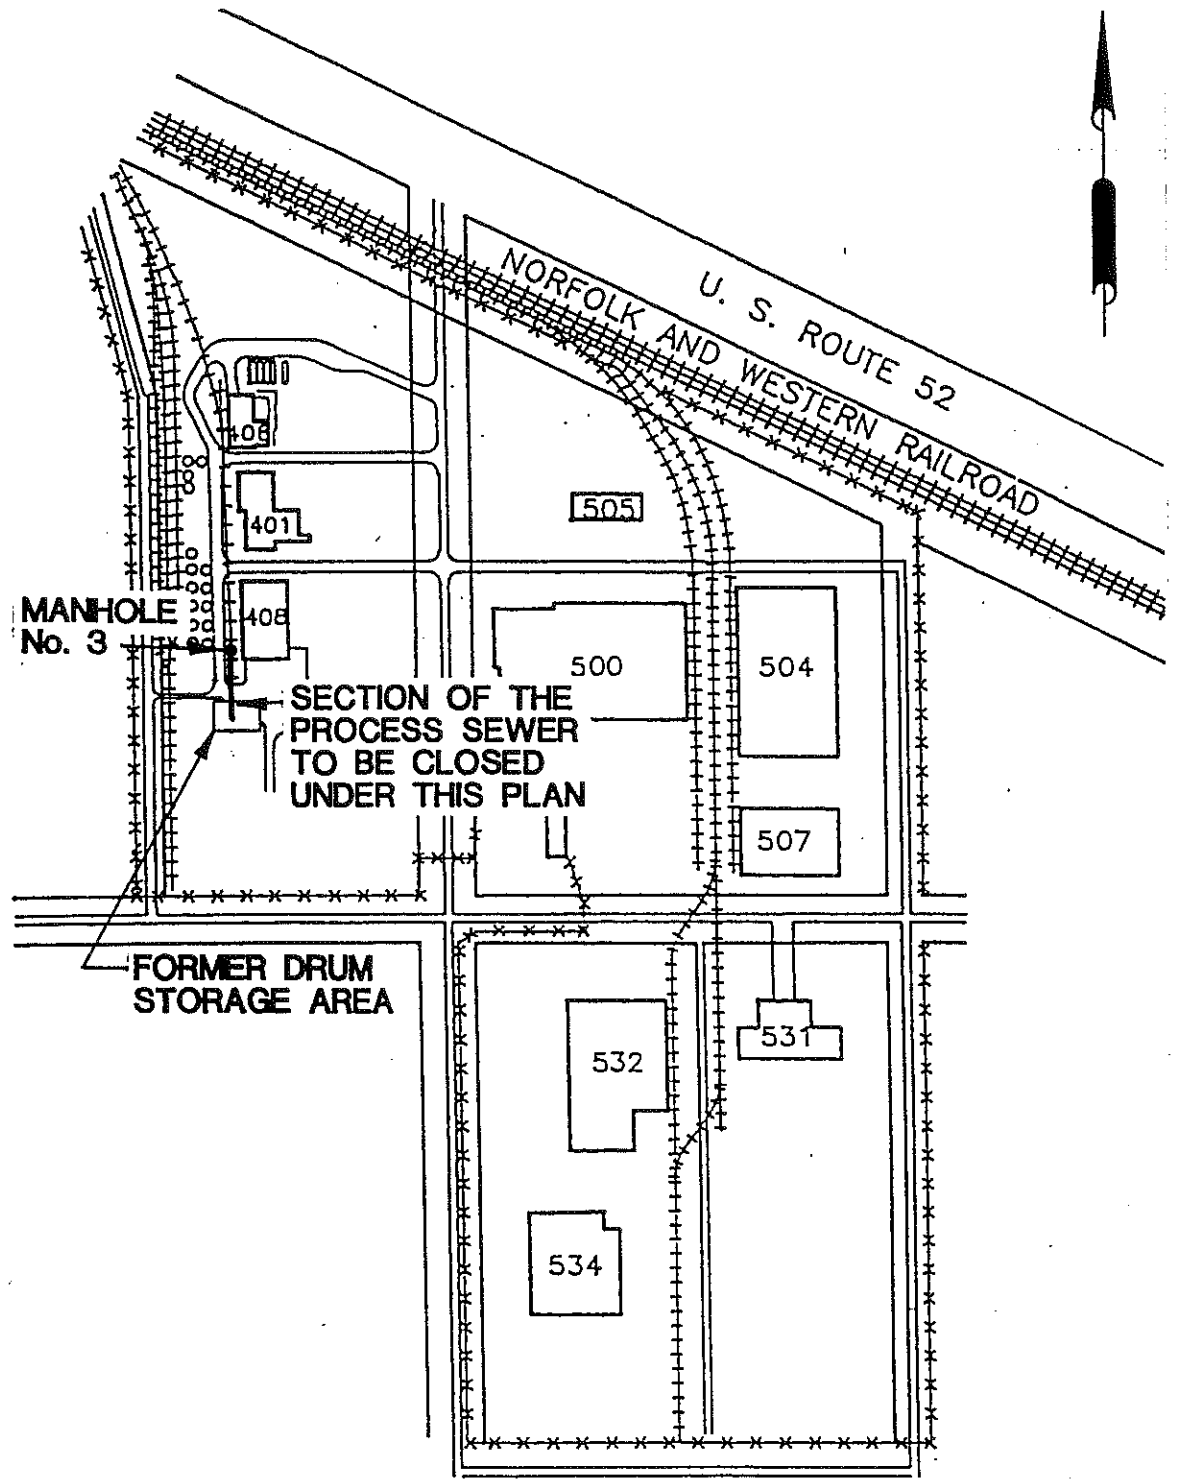 U. S. ROUTE 52
NORFOLK AND WESTERN RAILROAD
406
401
505
408
MANHOLE
No. 3
500
504
SECTION OF THE
PROCESS SEWER
TO BE CLOSED
UNDER THIS PLAN
507
FORMER DRUM
STORAGE AREA
531
532
534